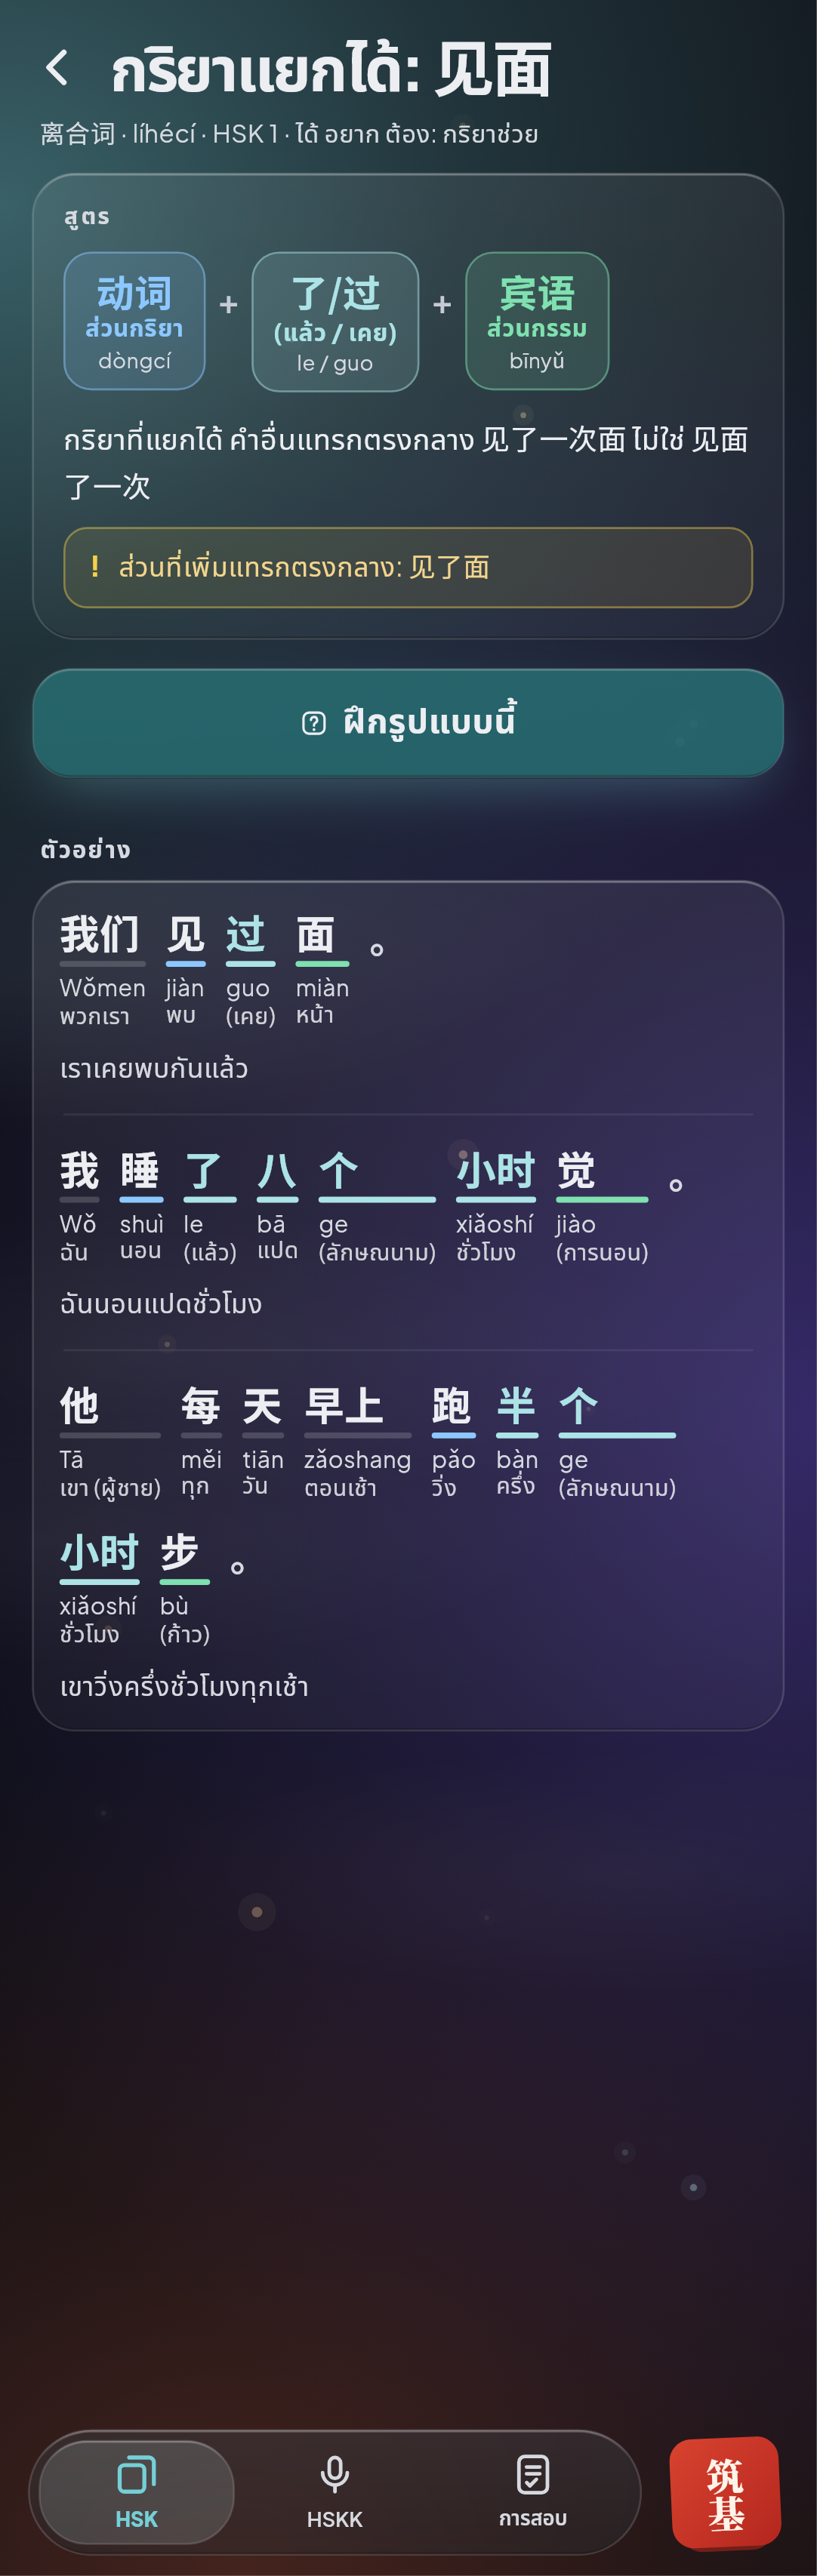 กริยาแยกได้: 见面
离合词 · líhécí · HSK 1 · ได้ อยาก ต้อง: กริยาช่วย
สูตร
动词 + 了/过 + 宾语
ส่วนกริยา (แล้ว / เคย) ส่วนกรรม
dòngcí le / guo bīnyǔ
กริยาที่แยกได้ คำอื่นแทรกตรงกลาง 见了一次面 ไม่ใช่ 见面
了一次
! ส่วนที่เพิ่มแทรกตรงกลาง: 见了面
ฝึกรูปแบบนี้
ตัวอย่าง
我们 见 过 面 。
Wǒmen jiàn guo miàn
พวกเรา พบ (เคย) หน้า
เราเคยพบกันแล้ว
我 睡 了 八 个 小时 觉 。
Wǒ shuì le bā ge xiǎoshí jiào
ฉัน นอน (แล้ว) แปด (ลักษณนาม) ชั่วโมง (การนอน)
ฉันนอนแปดชั่วโมง
他 每 天 早上 跑 半 个
Tā měi tiān zǎoshang pǎo bàn ge
เขา (ผู้ชาย) ทุก วัน ตอนเช้า วิ่ง ครึ่ง (ลักษณนาม)
小时 步 。
xiǎoshí bù
ชั่วโมง (ก้าว)
เขาวิ่งครึ่งชั่วโมงทุกเช้า
HSK HSKK การสอบ
筑
基